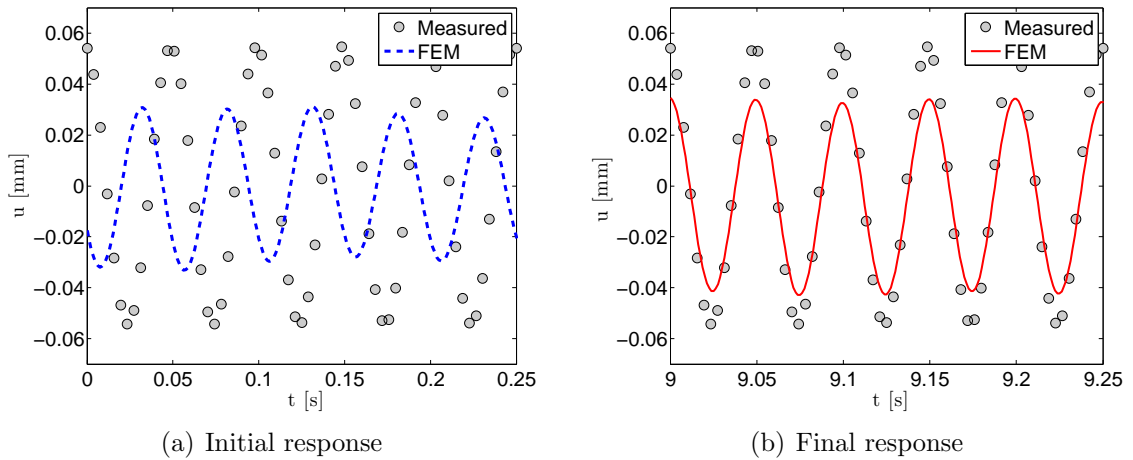 0.06
0.04
0.02
0
−0.02
−0.04
−0.06
u [mm]
Measured
FEM
0
0.05
0.1
0.15
0.2
0.25
t [s]
(a) Initial response
0.06
0.04
0.02
0
−0.02
−0.04
−0.06
u [mm]
Measured
FEM
9
9.05
9.1
9.15
9.2
9.25
t [s]
(b) Final response